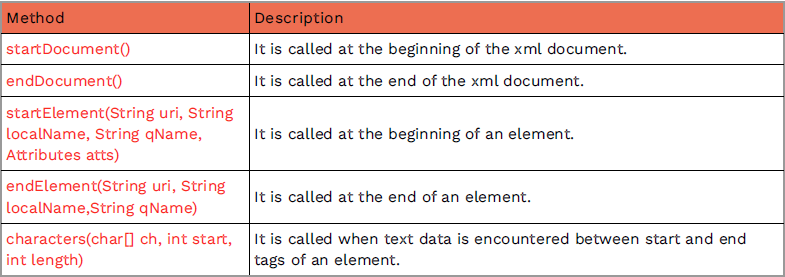 Method
Description
startDocument()
It is called at the beginning of the xml document.
endDocument()
It is called at the end of the xml document.
startElement(String uri, String
localName, String qName,
Attributes atts)
It is called at the beginning of an element.
endElement(String uri, String
localName,String qName)
It is called at the end of an element.
characters(char[] ch, int start,
int length)
It is called when text data is encountered between start and end
tags of an element.